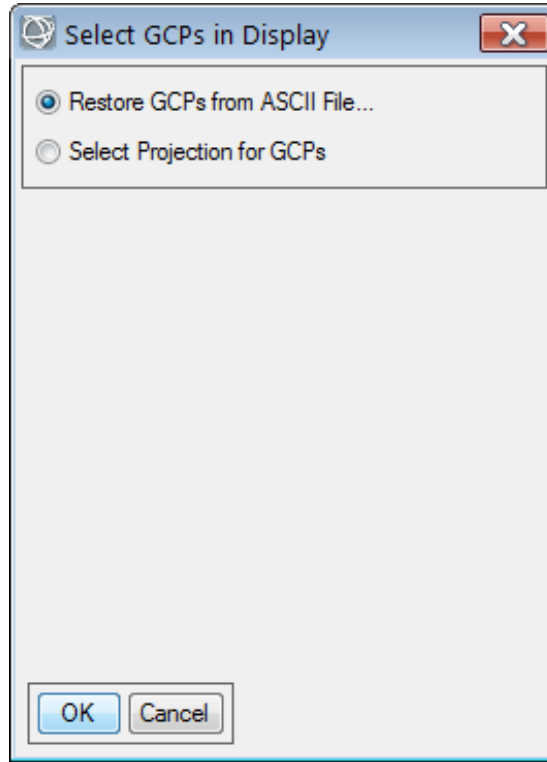 Select GCPs in Display
Restore GCPs from ASCII File...
Select Projection for GCPs
OK Cancel